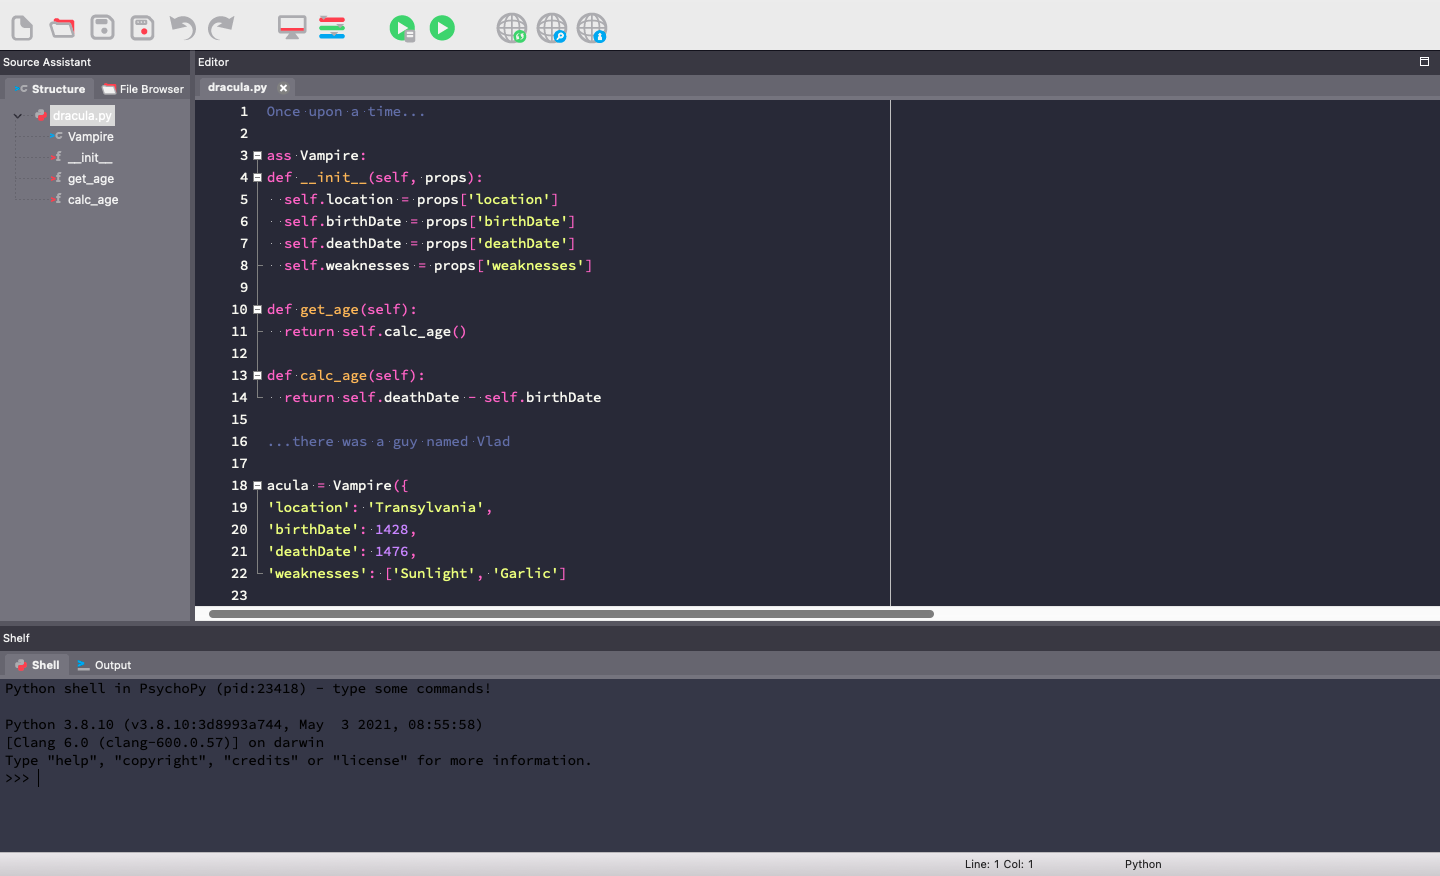 Source Assistant
Structure
File Browser
dracula.py
Vampire
__init__
get_age
calc_age
Editor
dracula.py
1 Once upon a time...
2
3 ass Vampire:
4 def __init__(self, props):
5 self.location = props['location']
6 self.birthDate = props['birthDate']
7 self.deathDate = props['deathDate']
8 self.weaknesses = props['weaknesses']
9
10 def get_age(self):
11 return self.calc_age()
12
13 def calc_age(self):
14 return self.deathDate - self.birthDate
15
16 ...there was a guy named Vlad
17
18 acula = Vampire({
19 'location': 'Transylvania',
20 'birthDate': 1428,
21 'deathDate': 1476,
22 'weaknesses': ['Sunlight', 'Garlic']
23
Shelf
Shell
Output
Python shell in PsychoPy (pid:23418) - type some commands!
Python 3.8.10 (v3.8.10:3d8993a744, May  3 2021, 08:55:58)
[Clang 6.0 (clang-600.0.57)] on darwin
Type "help", "copyright", "credits" or "license" for more information.
>>>
Line: 1 Col: 1
Python